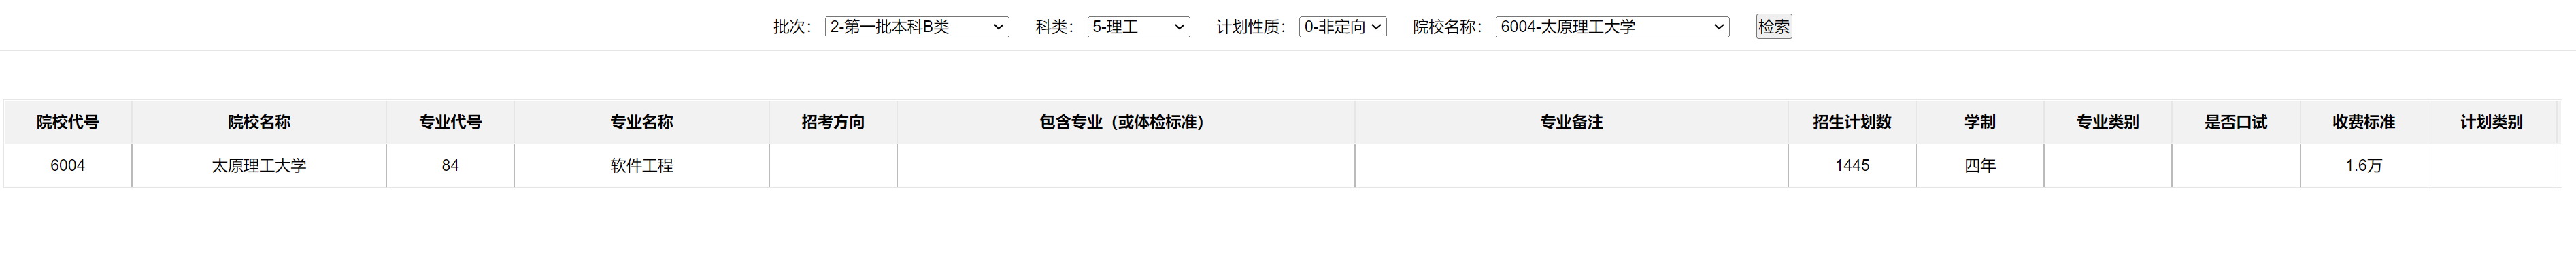 批次： 2-第一批本科B类 科类： 5-理工 计划性质： 0-非定向 院校名称： 6004-太原理工大学 检索
院校代号 院校名称 专业代号 专业名称 招考方向 包含专业（或体检标准） 专业备注 招生计划数 学制 专业类别 是否口试 收费标准 计划类别
6004 太原理工大学 84 软件工程 1445 四年 1.6万